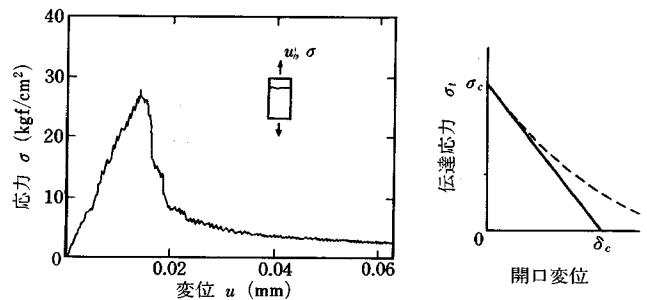 40
30
20
10
0
応力 σ (kgf/cm²)
0.02
0.04
0.06
変位 u (mm)
u, σ
伝達応力 σt
σc
0
δc
開口変位